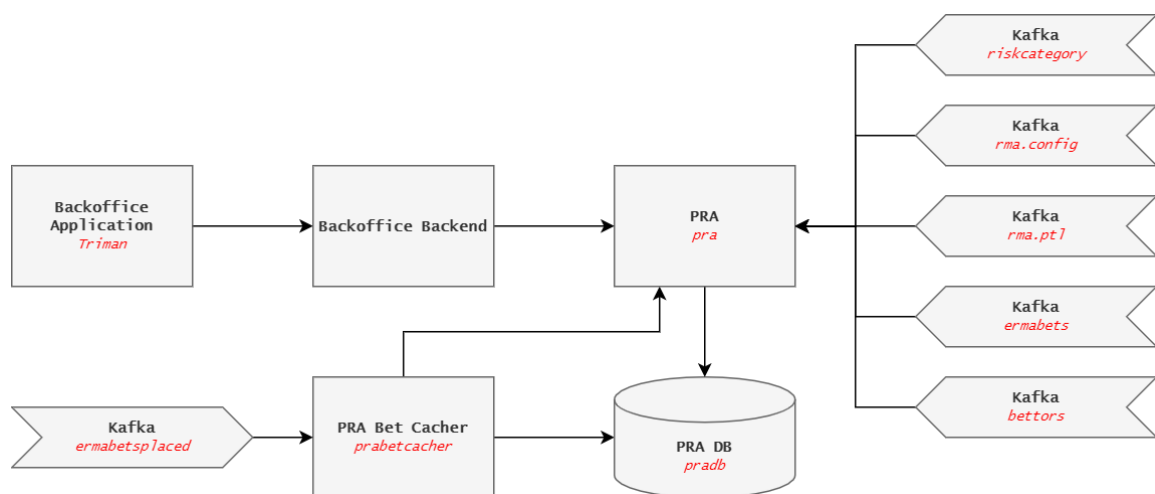 Kafka
riskcategory
Kafka
rma.config
Backoffice
Application
Triman
Backoffice Backend
PRA
pra
Kafka
rma.ptl
Kafka
ermabets
Kafka
ermabetsplaced
PRA Bet Cacher
prabetcacher
PRA DB
pradb
Kafka
bettors